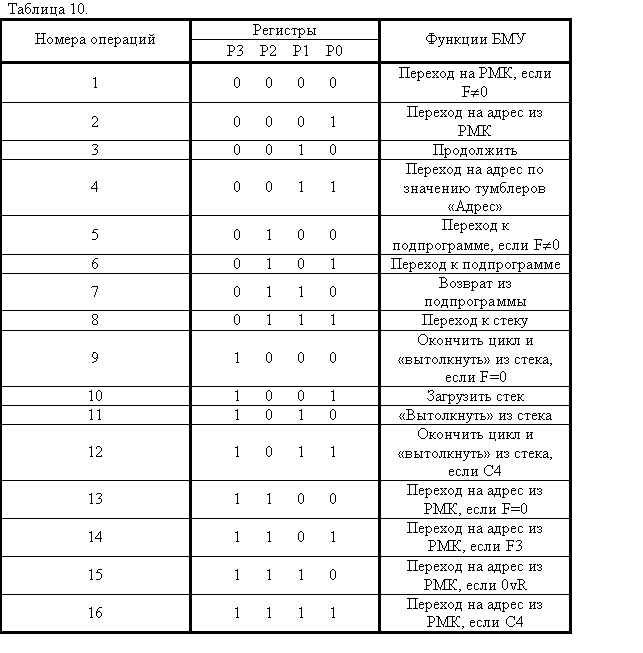 Таблица 10.
Номера операций Регистры Функции БМУ
Р3 Р2 Р1 Р0
1 0 0 0 0 Переход на РМК, если
F≠0
2 0 0 0 1 Переход на адрес из
РМК
3 0 0 1 0 Продолжить
4 0 0 1 1 Переход на адрес по
значению тумблеров
«Адрес»
5 0 1 0 0 Переход к
подпрограмме, если F≠0
6 0 1 0 1 Переход к подпрограмме
7 0 1 1 0 Возврат из
подпрограммы
8 0 1 1 1 Переход к стеку
9 1 0 0 0 Окончить цикл и
«вытолкнуть» из стека,
если F=0
10 1 0 0 1 Загрузить стек
11 1 0 1 0 «Вытолкнуть» из стека
12 1 0 1 1 Окончить цикл и
«вытолкнуть» из стека,
если C4
13 1 1 0 0 Переход на адрес из
РМК, если F=0
14 1 1 0 1 Переход на адрес из
РМК, если F3
15 1 1 1 0 Переход на адрес из
РМК, если 0vR
16 1 1 1 1 Переход на адрес из
РМК, если C4